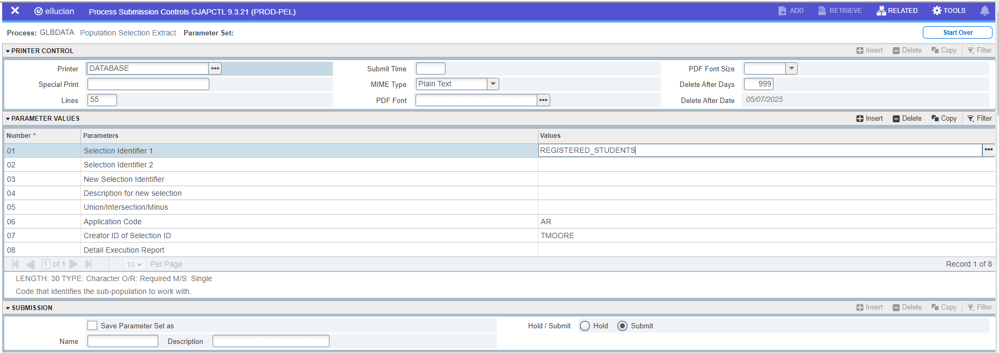 ellucian Process Submission Controls GJAPCTL 9.3.21 (PROD-PEL) ADD RETRIEVE RELATED TOOLS
Process: GLBDATA Population Selection Extract Parameter Set: Start Over
PRINTER CONTROL Insert Delete Copy Filter
Printer DATABASE Submit Time PDF Font Size
Special Print MIME Type Plain Text Delete After Days 999
Lines 55 PDF Font Delete After Date 05/07/2025
PARAMETER VALUES Insert Delete Copy Filter
Number * Parameters Values
01 Selection Identifier 1 REGISTERED_STUDENTS
02 Selection Identifier 2
03 New Selection Identifier
04 Description for new selection
05 Union/Intersection/Minus
06 Application Code AR
07 Creator ID of Selection ID TMOORE
08 Detail Execution Report
1 of 1 10 Per Page Record 1 of 8
LENGTH: 30 TYPE: Character O/R: Required M/S: Single
Code that identifies the sub-population to work with.
SUBMISSION Insert Delete Copy Filter
Save Parameter Set as Hold / Submit Hold Submit
Name Description